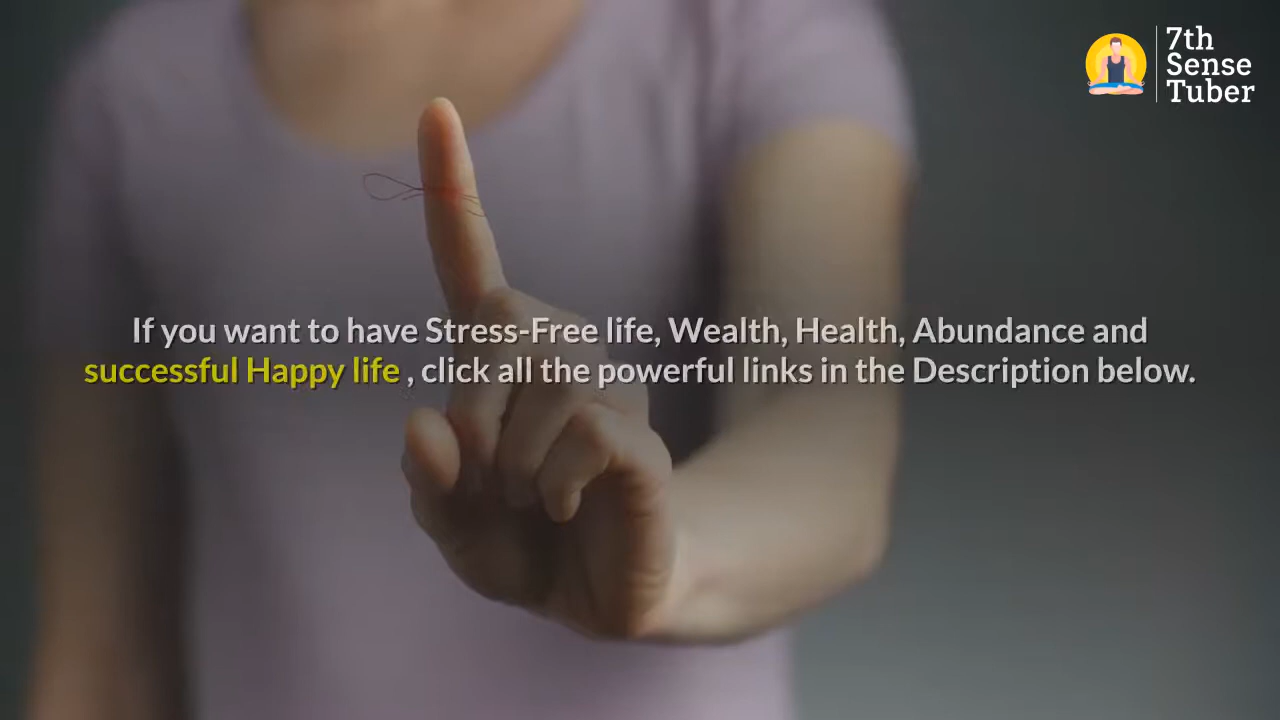 7th
Sense
Tuber
If you want to have Stress-Free life, Wealth, Health, Abundance and
successful Happy life , click all the powerful links in the Description below.